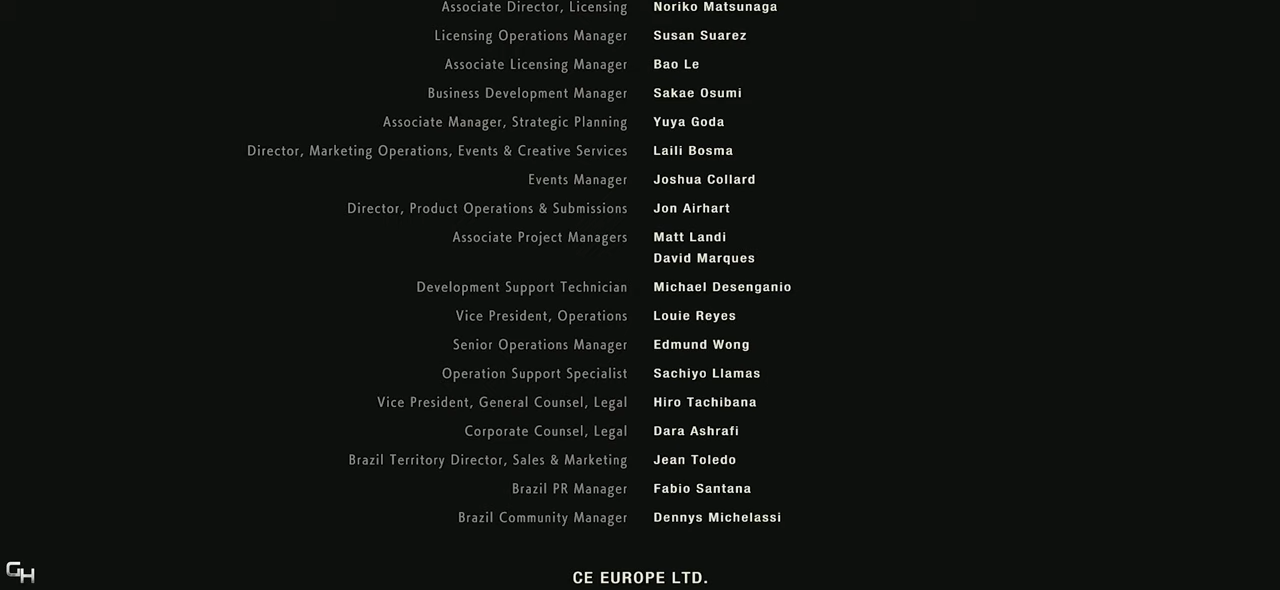 Associate Director, Licensing Noriko Matsunaga
Licensing Operations Manager Susan Suarez
Associate Licensing Manager Bao Le
Business Development Manager Sakae Osumi
Associate Manager, Strategic Planning Yuya Goda
Director, Marketing Operations, Events & Creative Services Laili Bosma
Events Manager Joshua Collard
Director, Product Operations & Submissions Jon Airhart
Associate Project Managers Matt Landi
David Marques
Development Support Technician Michael Desenganio
Vice President, Operations Louie Reyes
Senior Operations Manager Edmund Wong
Operation Support Specialist Sachiyo Llamas
Vice President, General Counsel, Legal Hiro Tachibana
Corporate Counsel, Legal Dara Ashrafi
Brazil Territory Director, Sales & Marketing Jean Toledo
Brazil PR Manager Fabio Santana
Brazil Community Manager Dennys Michelassi
CE EUROPE LTD.
GH